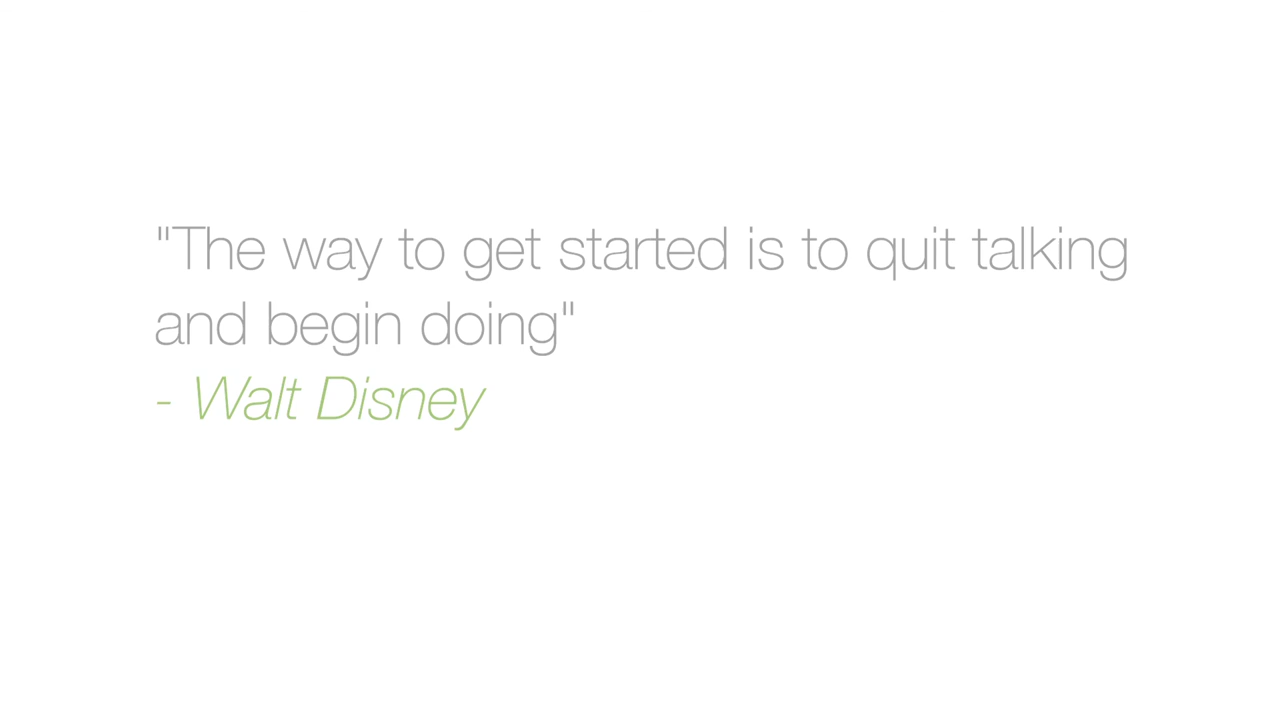 "The way to get started is to quit talking
and begin doing"
- Walt Disney